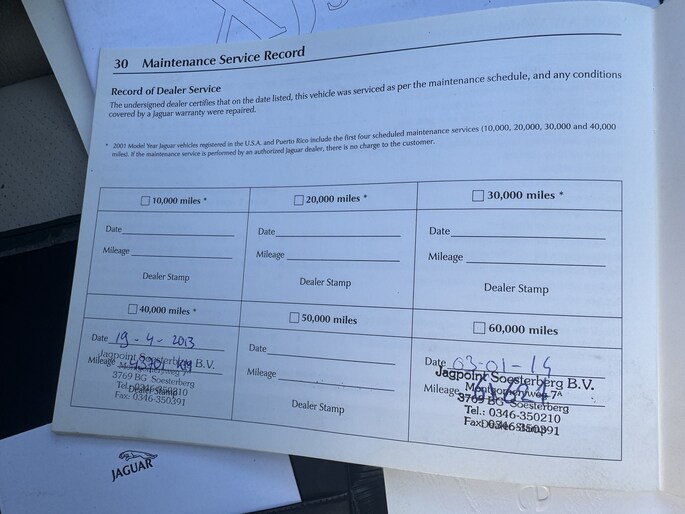 30 Maintenance Service Record
Record of Dealer Service
The undersigned dealer certifies that on the date listed, this vehicle was serviced as per the maintenance schedule, and any conditions
covered by a Jaguar warranty were repaired.
* 2001 Model Year Jaguar vehicles registered in the U.S.A. and Puerto Rico include the first four scheduled maintenance services (10,000, 20,000, 30,000 and 40,000
miles). If the maintenance service is performed by an authorized Jaguar dealer, there is no charge to the customer.
10,000 miles *
Date
Mileage
Dealer Stamp
20,000 miles *
Date
Mileage
Dealer Stamp
30,000 miles *
Date
Mileage
Dealer Stamp
40,000 miles *
Date 19-4-2013
Jagpoint Soesterberg B.V.
Mileage KM
3769 BG Soesterberg
Tel.: 0346-350210
Dealer Stamp
Fax: 0346-350391
50,000 miles
Date
Mileage
Dealer Stamp
60,000 miles
Date 03-01-14
Jagpoint Soesterberg B.V.
Mileage
Montgomeryweg 7A
3769 BG Soesterberg
Tel.: 0346-350210
Fax: 0346-350391
Dealer Stamp
JAGUAR